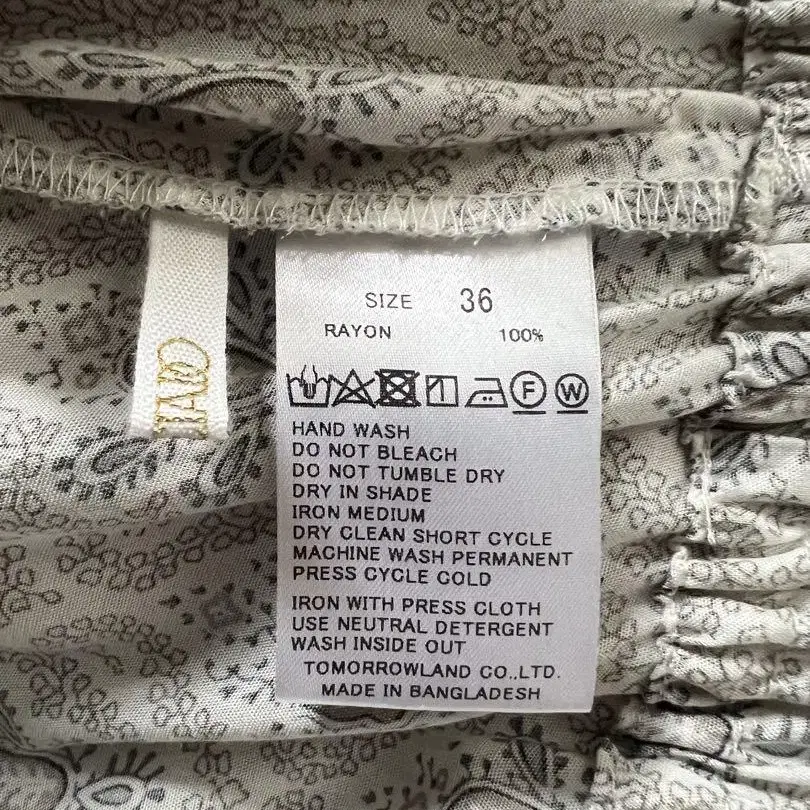 SIZE 36
RAYON 100%
F W
HAND WASH
DO NOT BLEACH
DO NOT TUMBLE DRY
DRY IN SHADE
IRON MEDIUM
DRY CLEAN SHORT CYCLE
MACHINE WASH PERMANENT
PRESS CYCLE COLD
IRON WITH PRESS CLOTH
USE NEUTRAL DETERGENT
WASH INSIDE OUT
TOMORROWLAND CO.,LTD.
MADE IN BANGLADESH